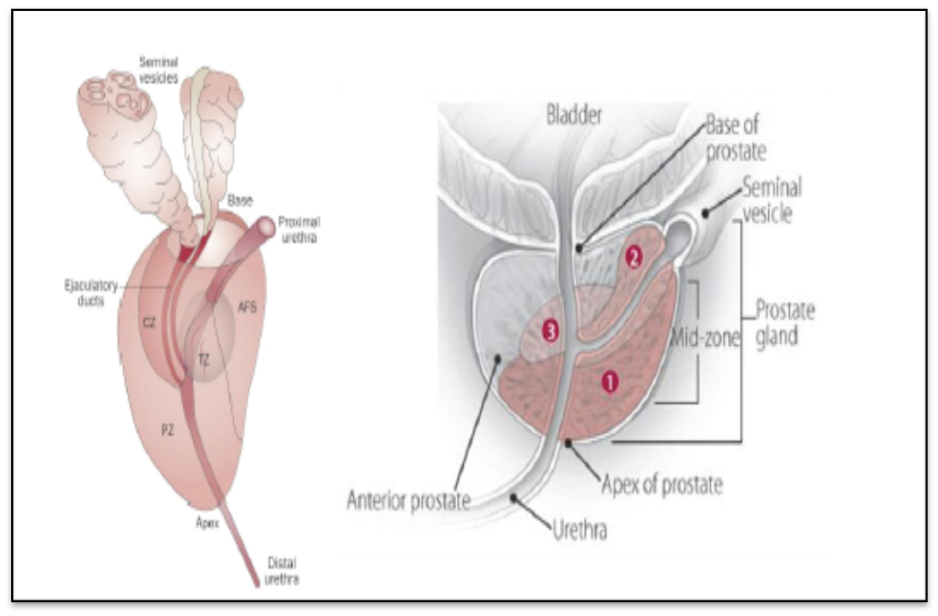 Seminal
vesicles
Base
Proximal
urethra
Ejaculatory
ducts
AFS
CZ
TZ
PZ
Apex
Distal
urethra
Bladder
Base of
prostate
Seminal
vesicle
2
3
Mid-zone
Prostate
gland
1
Anterior prostate
Apex of prostate
Urethra